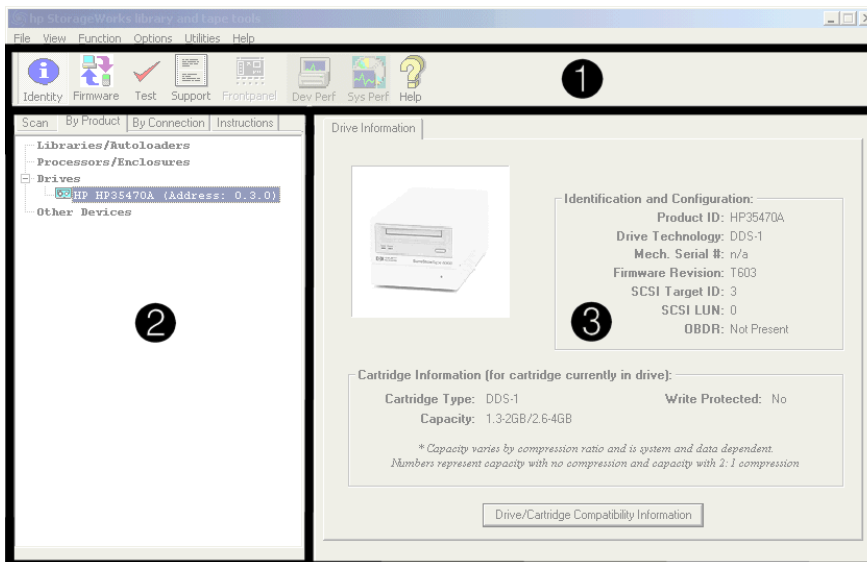 hp StorageWorks library and tape tools
File View Function Options Utilities Help
Identity Firmware Test Support Frontpanel Dev Perf Sys Perf Help
1
Scan By Product By Connection Instructions
Libraries/Autoloaders
Processors/Enclosures
Drives
HP HP35470A (Address: 0.3.0)
Other Devices
2
Drive Information
Identification and Configuration:
Product ID: HP35470A
Drive Technology: DDS-1
Mech. Serial #: n/a
Firmware Revision: T603
SCSI Target ID: 3
SCSI LUN: 0
OBDR: Not Present
3
Cartridge Information (for cartridge currently in drive):
Cartridge Type: DDS-1 Write Protected: No
Capacity: 1.3-2GB/2.6-4GB
* Capacity varies by compression ratio and is system and data dependent.
Numbers represent capacity with no compression and capacity with 2:1 compression
Drive/Cartridge Compatibility Information